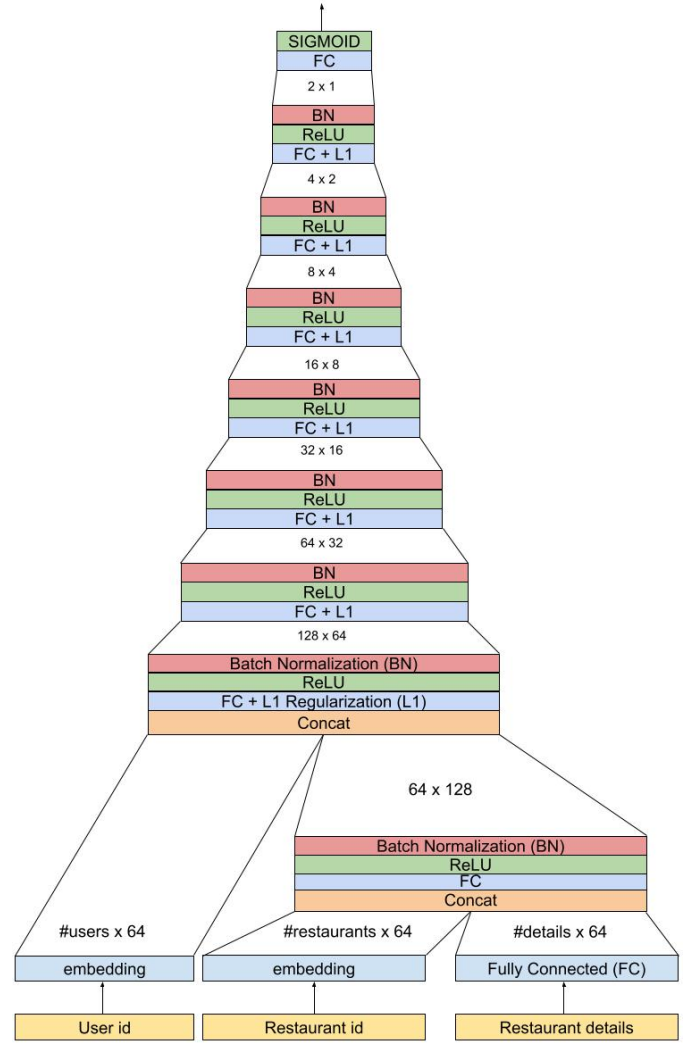 SIGMOID
FC
2 x 1
BN
ReLU
FC + L1
4 x 2
BN
ReLU
FC + L1
8 x 4
BN
ReLU
FC + L1
16 x 8
BN
ReLU
FC + L1
32 x 16
BN
ReLU
FC + L1
64 x 32
BN
ReLU
FC + L1
128 x 64
Batch Normalization (BN)
ReLU
FC + L1 Regularization (L1)
Concat
64 x 128
Batch Normalization (BN)
ReLU
FC
Concat
#users x 64
#restaurants x 64
#details x 64
embedding
embedding
Fully Connected (FC)
User id
Restaurant id
Restaurant details